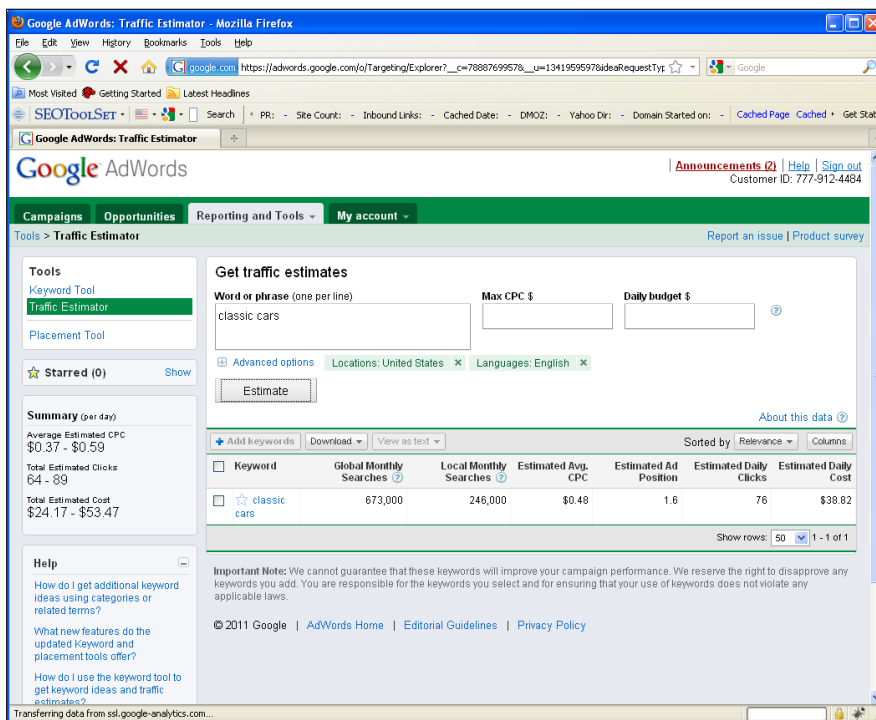 Google AdWords: Traffic Estimator - Mozilla Firefox
File Edit View History Bookmarks Tools Help
google.com https://adwords.google.com/o/Targeting/Explorer?__c=7888769957&__u=1341959597&ideaRequestTyp
Google
Most Visited Getting Started Latest Headlines
SEOToolSet Search PR: - Site Count: - Inbound Links: - Cached Date: - DMOZ: - Yahoo Dir: - Domain Started on: - Cached Page Cached Get Stat
Google AdWords: Traffic Estimator
Google AdWords
Announcements (2) | Help | Sign out
Customer ID: 777-912-4484
Campaigns Opportunities Reporting and Tools My account
Tools > Traffic Estimator Report an issue | Product survey
Tools
Keyword Tool
Traffic Estimator
Placement Tool
Starred (0) Show
Summary (per day)
Average Estimated CPC
$0.37 - $0.59
Total Estimated Clicks
64 - 89
Total Estimated Cost
$24.17 - $53.47
Help
How do I get additional keyword
ideas using categories or
related terms?
What new features do the
updated Keyword and
placement tools offer?
How do I use the keyword tool to
get keyword ideas and traffic
estimates?
Get traffic estimates
Word or phrase (one per line) Max CPC $ Daily budget $
classic cars
Advanced options Locations: United States × Languages: English ×
Estimate
About this data
Add keywords Download View as text Sorted by Relevance Columns
Keyword Global Monthly Searches Local Monthly Searches Estimated Avg. CPC Estimated Ad Position Estimated Daily Clicks Estimated Daily Cost
classic cars 673,000 246,000 $0.48 1.6 76 $38.82
Show rows: 50 1 - 1 of 1
Important Note: We cannot guarantee that these keywords will improve your campaign performance. We reserve the right to disapprove any
keywords you add. You are responsible for the keywords you select and for ensuring that your use of keywords does not violate any
applicable laws.
© 2011 Google | AdWords Home | Editorial Guidelines | Privacy Policy
Transferring data from ssl.google-analytics.com...